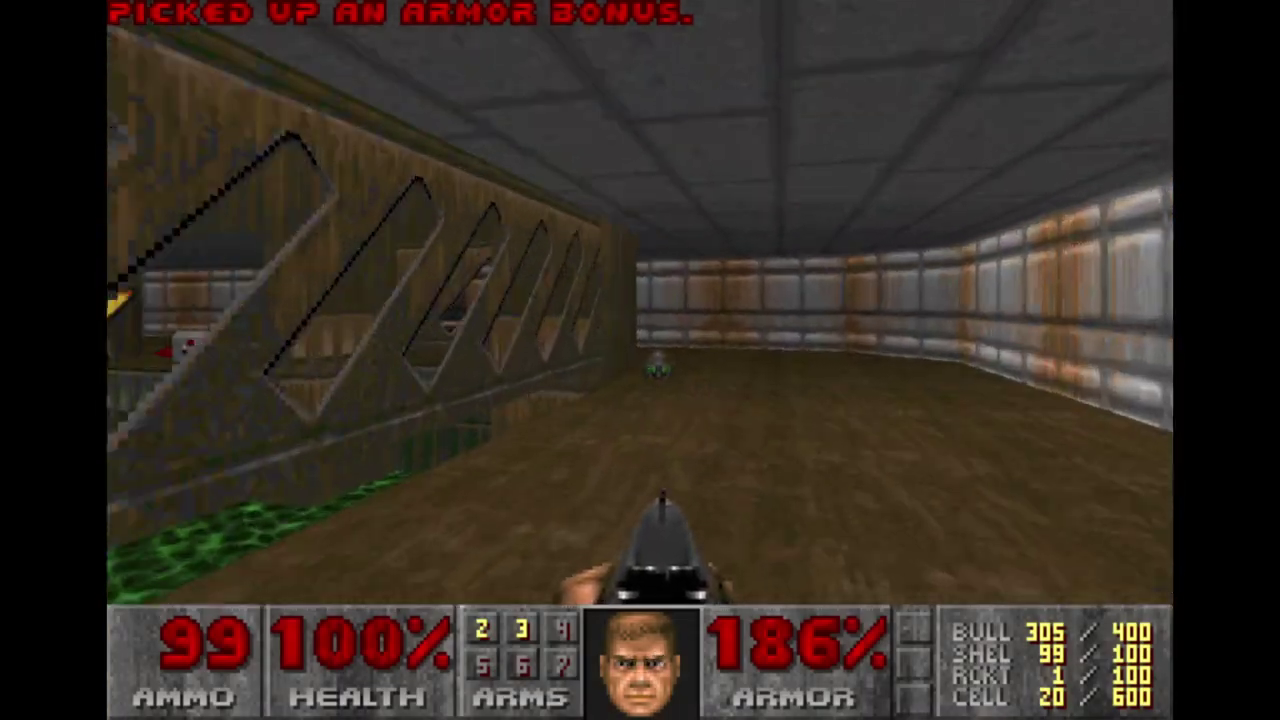 PICKED UP AN ARMOR BONUS.
99 100% 2 3 4 186% BULL 305 / 400
SHEL 99 / 100
5 6 7 RCKT 1 / 100
AMMO HEALTH ARMS ARMOR CELL 20 / 600